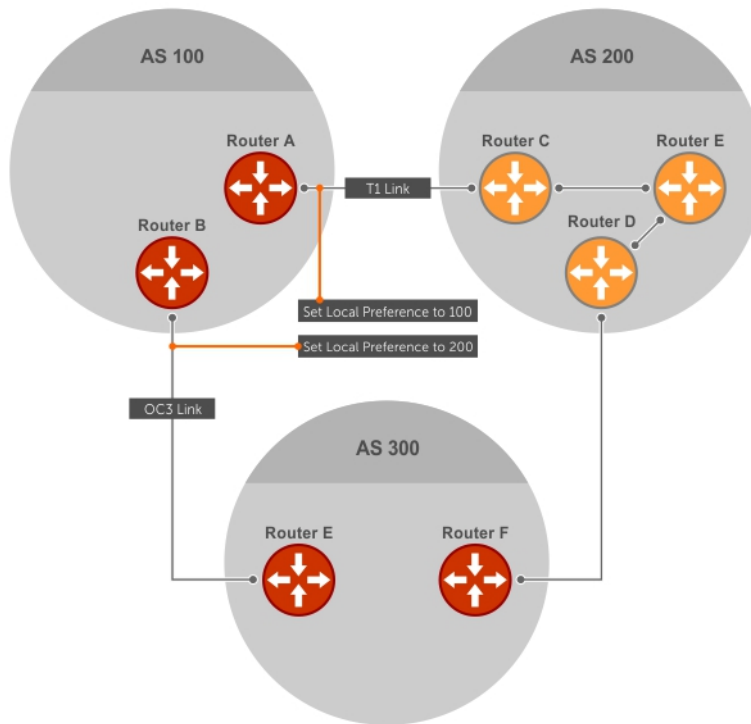 AS 100
AS 200
Router A
Router C
Router E
T1 Link
Router B
Router D
Set Local Preference to 100
Set Local Preference to 200
OC3 Link
AS 300
Router E
Router F